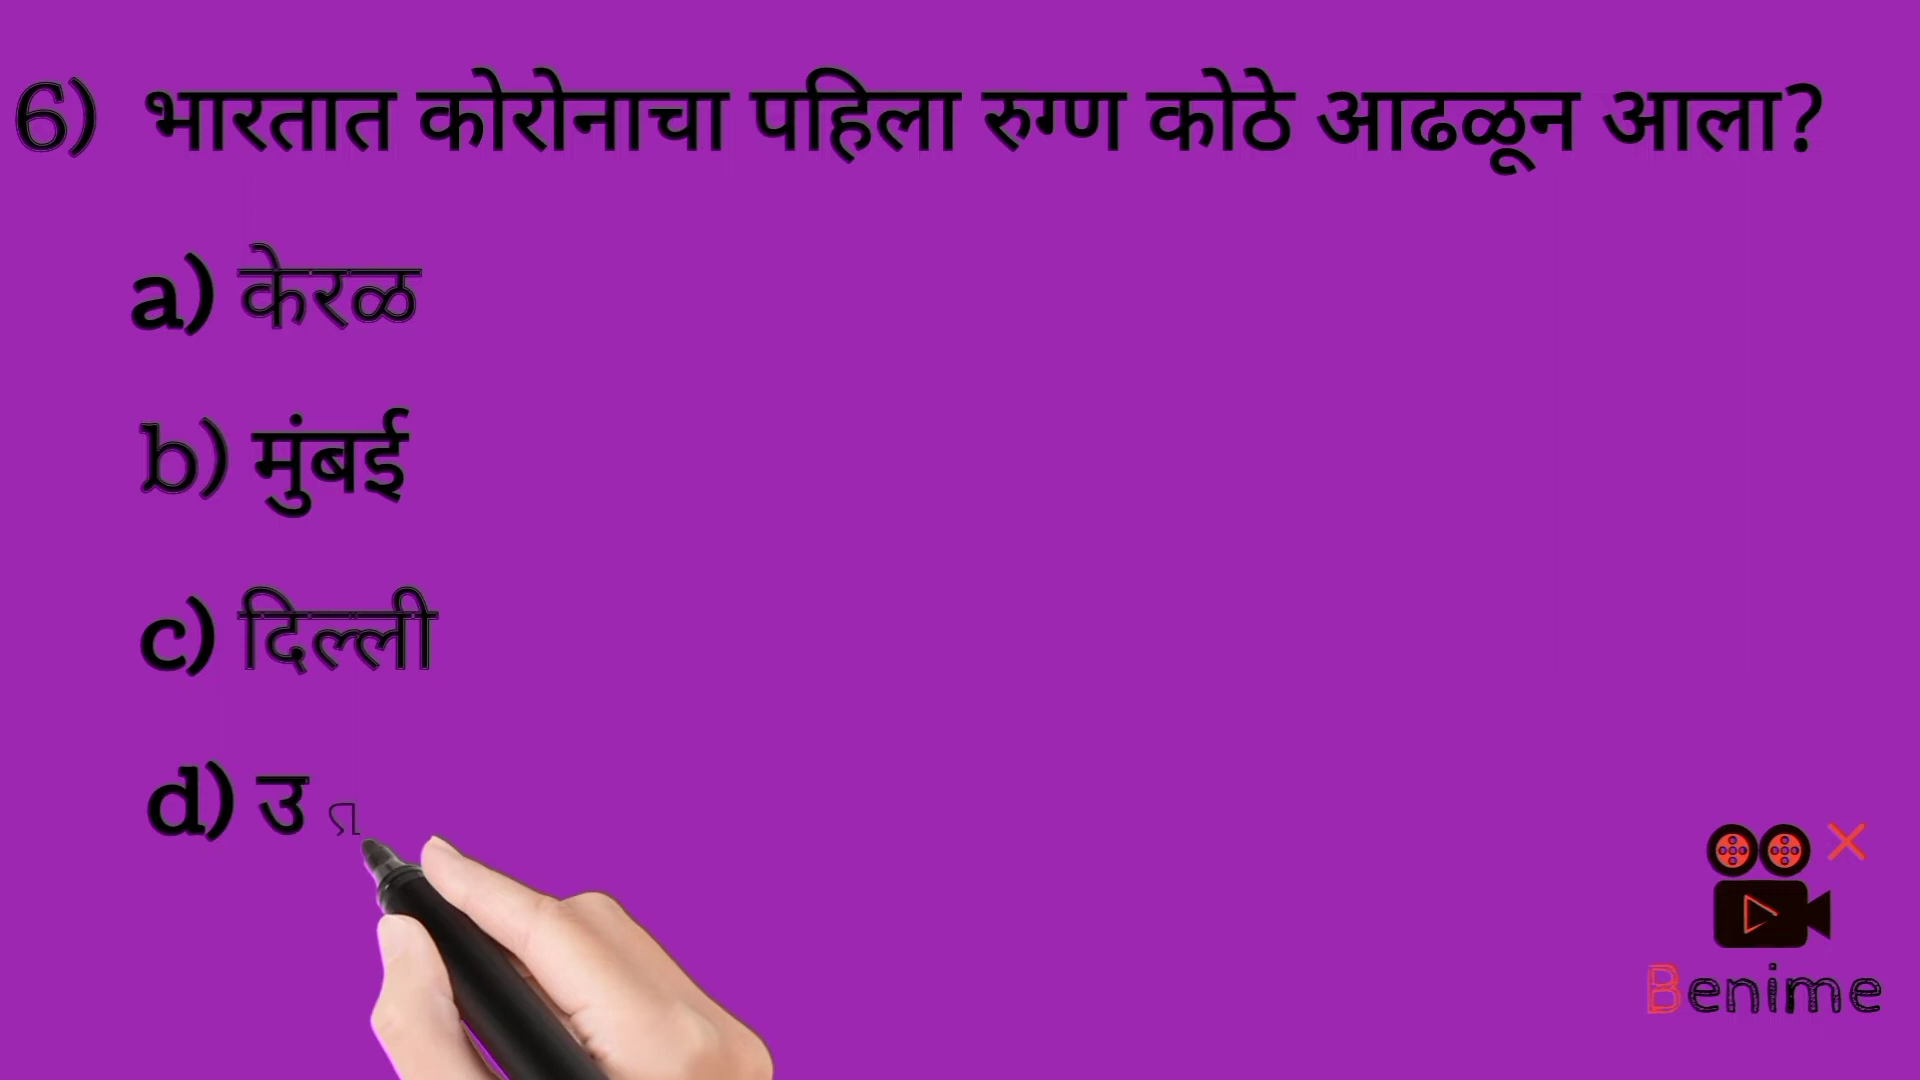 6) भारतात कोरोनाचा पहिला रुग्ण कोठे आढळून आला?
a) केरळ
b) मुंबई
c) दिल्ली
d)
Benime